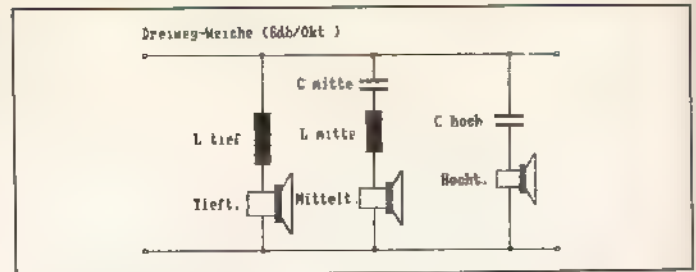 Dreiweg-Weiche (6db/Okt )
C mitte
L tief
L mitte
C hoch
Tieft.
Mittelt.
Hocht.